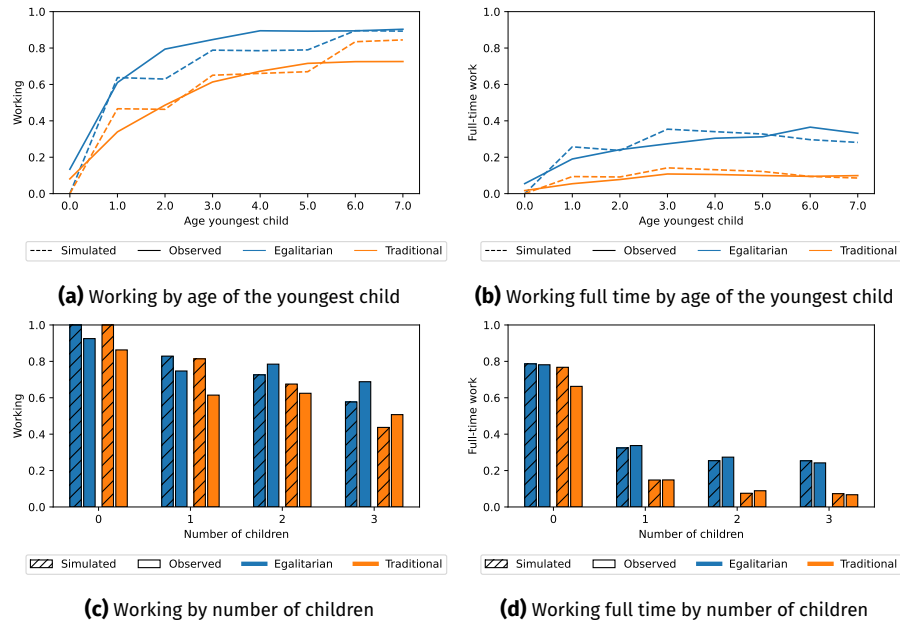 1.0
0.8
0.6
0.4
0.2
0.0
Working
0.0 1.0 2.0 3.0 4.0 5.0 6.0 7.0
Age youngest child
Simulated Observed Egalitarian Traditional
(a) Working by age of the youngest child
1.0
0.8
0.6
0.4
0.2
0.0
Full-time work
0.0 1.0 2.0 3.0 4.0 5.0 6.0 7.0
Age youngest child
Simulated Observed Egalitarian Traditional
(b) Working full time by age of the youngest child
1.0
0.8
0.6
0.4
0.2
0.0
Working
0 1 2 3
Number of children
Simulated Observed Egalitarian Traditional
(c) Working by number of children
1.0
0.8
0.6
0.4
0.2
0.0
Full-time work
0 1 2 3
Number of children
Simulated Observed Egalitarian Traditional
(d) Working full time by number of children